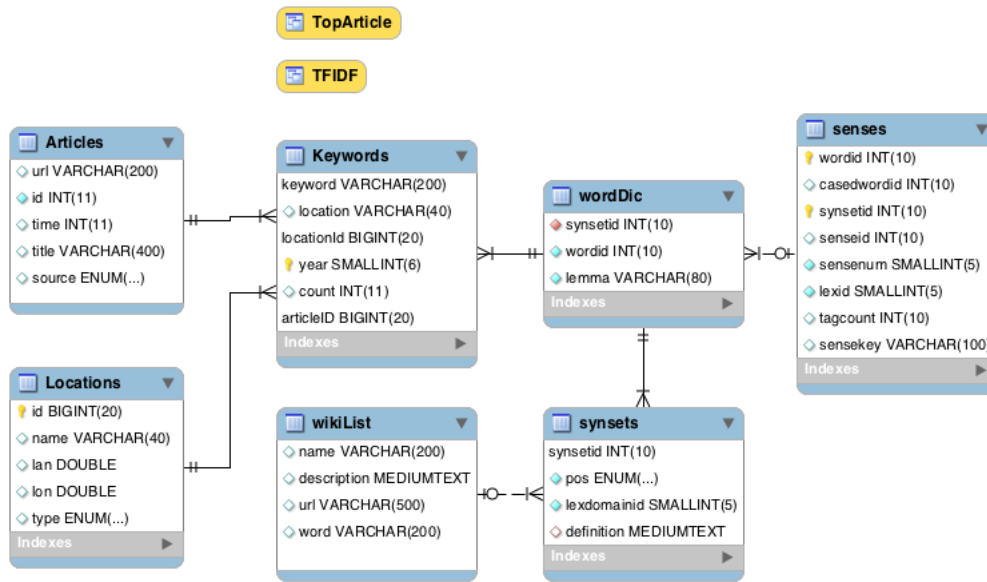 TopArticle
TFIDF
Articles
url VARCHAR(200)
id INT(11)
time INT(11)
title VARCHAR(400)
source ENUM(...)
Keywords
keyword VARCHAR(200)
location VARCHAR(40)
locationId BIGINT(20)
year SMALLINT(6)
count INT(11)
articleID BIGINT(20)
Indexes
wordDic
synsetid INT(10)
wordid INT(10)
lemma VARCHAR(80)
Indexes
senses
wordid INT(10)
casedwordid INT(10)
synsetid INT(10)
senseid INT(10)
sensenum SMALLINT(5)
lexid SMALLINT(5)
tagcount INT(10)
sensekey VARCHAR(100)
Indexes
Locations
id BIGINT(20)
name VARCHAR(40)
lan DOUBLE
lon DOUBLE
type ENUM(...)
Indexes
wikiList
name VARCHAR(200)
description MEDIUMTEXT
url VARCHAR(500)
word VARCHAR(200)
synsets
synsetid INT(10)
pos ENUM(...)
lexdomainid SMALLINT(5)
definition MEDIUMTEXT
Indexes